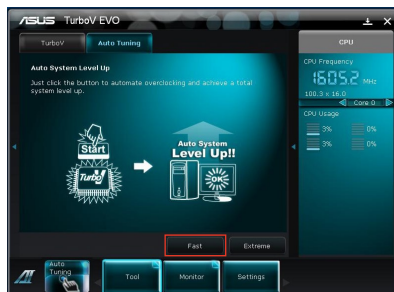 ASUS TurboV EVO
TurboV
Auto Tuning
Auto System Level Up
Just click the button to automate overclocking and achieve a total
system level up.
Start
Turbo!
Auto System
Level Up!!
OK
Fast
Extreme
CPU
CPU Frequency
1605.2 MHz
100.3 x 16.0
Core 0
CPU Usage
3% 0%
3% 0%
Auto
Tuning
Tool
Monitor
Settings